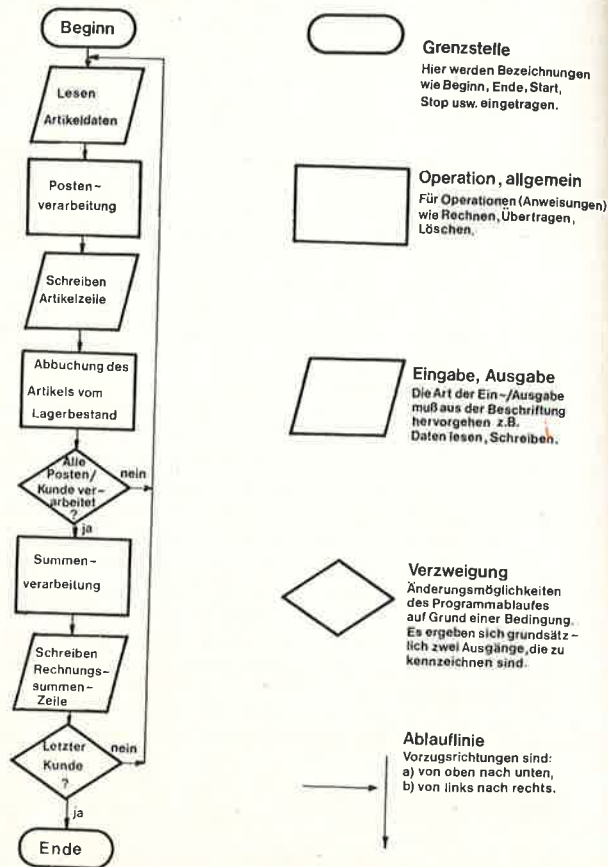 Beginn
Lesen
Artikeldaten
Posten~
verarbeitung
Schreiben
Artikelzeile
Abbuchung des
Artikels vom
Lagerbestand
Alle
Posten/
Kunde ver~
arbeitet
?
nein
ja
Summen~
verarbeitung
Schreiben
Rechnungs~
summen~
Zeile
Letzter
Kunde
?
nein
ja
Ende
Grenzstelle
Hier werden Bezeichnungen
wie Beginn, Ende, Start,
Stop usw. eingetragen.
Operation, allgemein
Für Operationen (Anweisungen)
wie Rechnen, Übertragen,
Löschen.
Eingabe, Ausgabe
Die Art der Ein~/Ausgabe
muß aus der Beschriftung
hervorgehen z.B.
Daten lesen, Schreiben.
Verzweigung
Änderungsmöglichkeiten
des Programmablaufes
auf Grund einer Bedingung.
Es ergeben sich grundsätz~
lich zwei Ausgänge, die zu
kennzeichnen sind.
Ablauflinie
Vorzugsrichtungen sind:
a) von oben nach unten,
b) von links nach rechts.